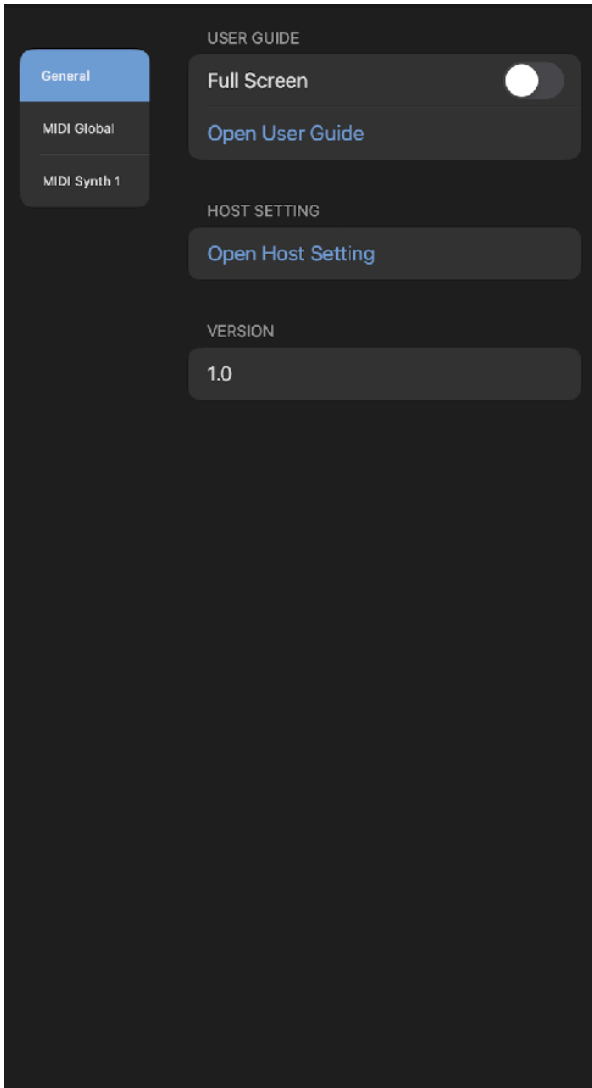 General
MIDI Global
MIDI Synth 1
USER GUIDE
Full Screen
Open User Guide
HOST SETTING
Open Host Setting
VERSION
1.0